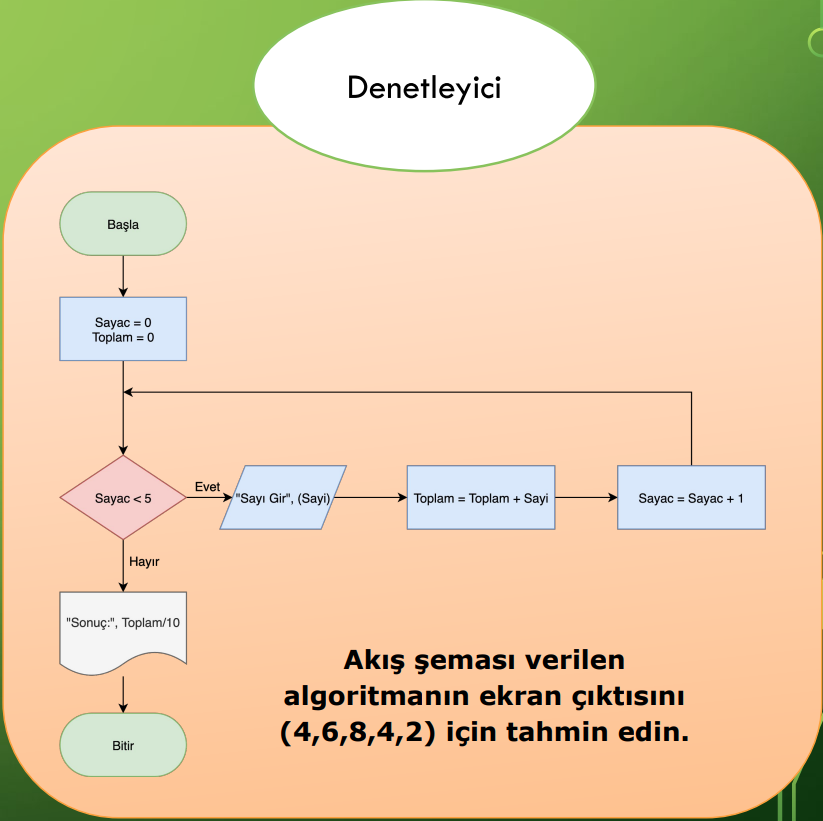 Denetleyici
Başla
Sayac = 0
Toplam = 0
Sayac < 5
Evet
"Sayı Gir", (Sayi)
Toplam = Toplam + Sayi
Sayac = Sayac + 1
Hayır
"Sonuç:", Toplam/10
Bitir
Akış şeması verilen
algoritmanın ekran çıktısını
(4,6,8,4,2) için tahmin edin.